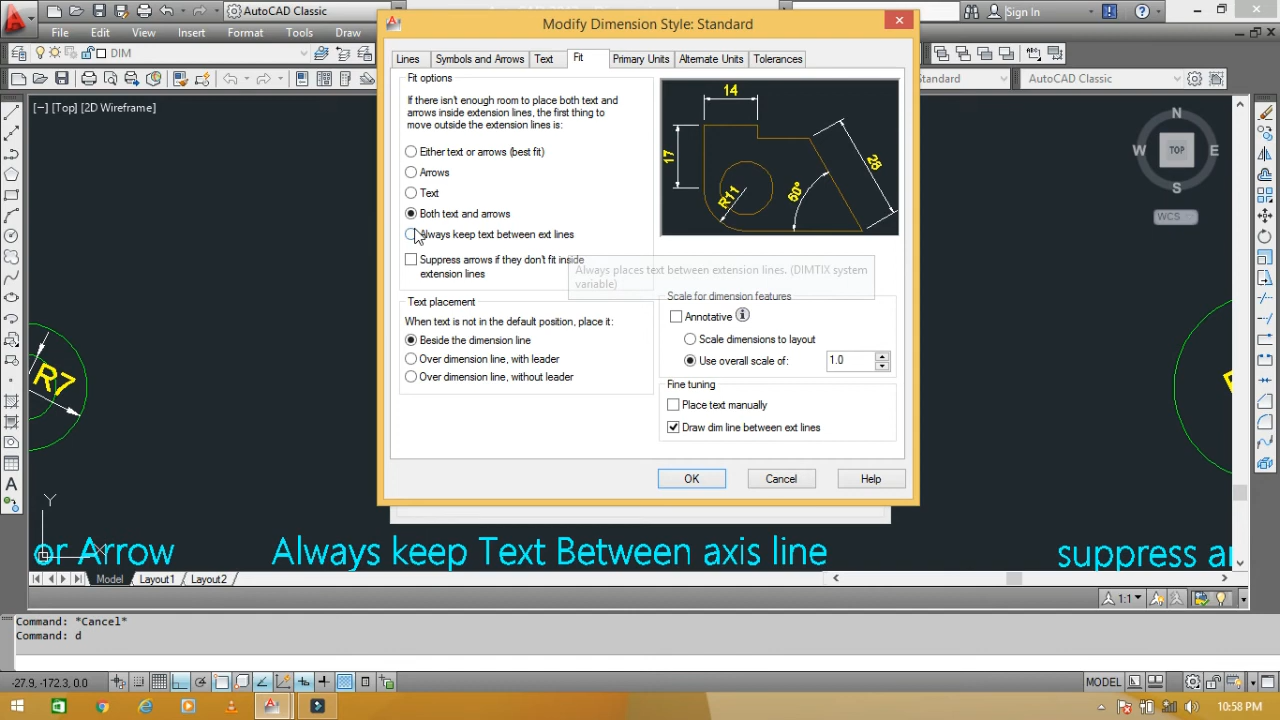 AutoCAD Classic
Sign In
File
Edit
View
Insert
Format
Tools
Draw
DIM
Standard
AutoCAD Classic
[−] [Top] [2D Wireframe]
Modify Dimension Style: Standard
Lines
Symbols and Arrows
Text
Fit
Primary Units
Alternate Units
Tolerances
Fit options
If there isn't enough room to place both text and
arrows inside extension lines, the first thing to
move outside the extension lines is:
Either text or arrows (best fit)
Arrows
Text
Both text and arrows
Always keep text between ext lines
Suppress arrows if they don't fit inside
extension lines
Text placement
When text is not in the default position, place it:
Beside the dimension line
Over dimension line, with leader
Over dimension line, without leader
14
17
28
R11
60°
Always places text between extension lines. (DIMTIX system
variable)
Scale for dimension features
Annotative
Scale dimensions to layout
Use overall scale of:
1.0
Fine tuning
Place text manually
Draw dim line between ext lines
OK
Cancel
Help
N
W
TOP
E
S
WCS
R7
Y
X
or Arrow
Always keep Text Between axis line
suppress ar
Model
Layout1
Layout2
1:1
Command: *Cancel*
Command: d
-27.9, -172.3, 0.0
MODEL
10:58 PM